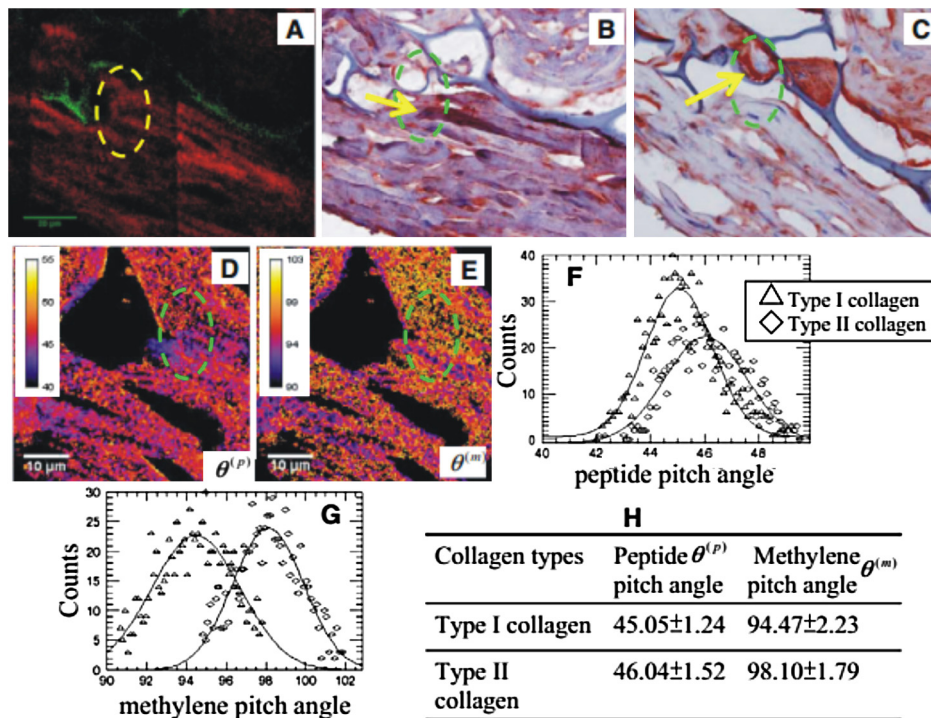 A
B
C
D
55
50
45
40
10 μm
θ(p)
E
103
99
93
90
10 μm
θ(m)
F
40
30
20
10
0
Counts
40 42 44 46 48
peptide pitch angle
Type I collagen
Type II collagen
G
30
25
20
15
10
5
0
Counts
90 92 94 96 98 100 102
methylene pitch angle
H
Collagen types Peptide θ(p) pitch angle Methylene θ(m) pitch angle
Type I collagen 45.05±1.24 94.47±2.23
Type II collagen 46.04±1.52 98.10±1.79